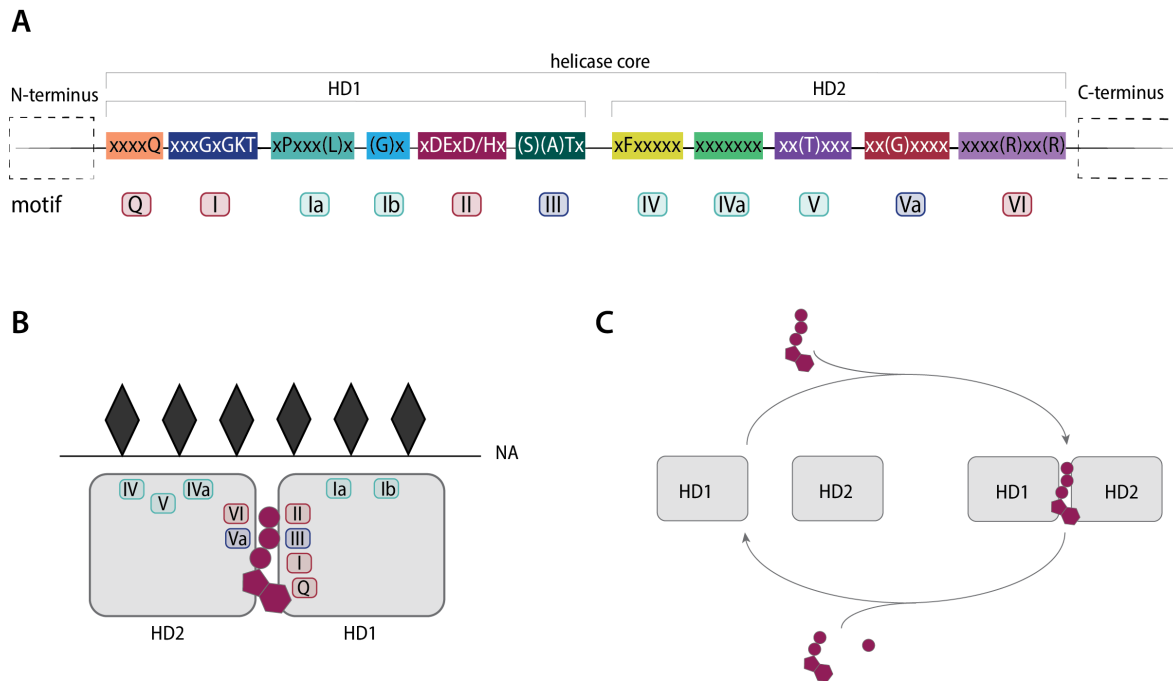 A
helicase core
HD1 HD2
N-terminus C-terminus
xxxxQ xxxGxGKT xPxxx(L)x (G)x xDExD/Hx (S)(A)Tx xFxxxxx xxxxxxx xx(T)xxx xx(G)xxxx xxxx(R)xx(R)
motif Q I Ia Ib II III IV IVa V Va VI
B
NA
IV V IVa Ia Ib
VI II
Va III
I
Q
HD2 HD1
C
HD1 HD2 HD1 HD2